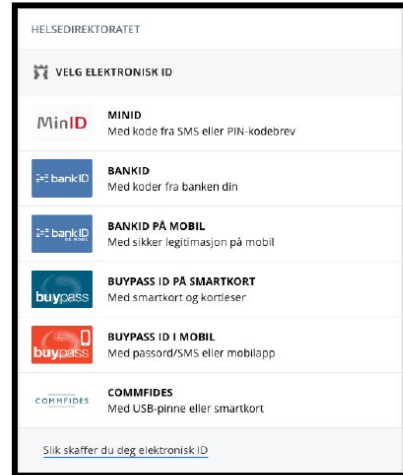 HELSEDIREKTORATET
VELG ELEKTRONISK ID
MinID
MINID
Med kode fra SMS eller PIN-kodebrev
bankID
BANKID
Med koder fra banken din
bankID
PÅ MOBIL
BANKID PÅ MOBIL
Med sikker legitimasjon på mobil
buypass
BUYPASS ID PÅ SMARTKORT
Med smartkort og kortleser
buypass
BUYPASS ID I MOBIL
Med passord/SMS eller mobilapp
COMMFIDES
COMMFIDES
Med USB-pinne eller smartkort
Slik skaffer du deg elektronisk ID